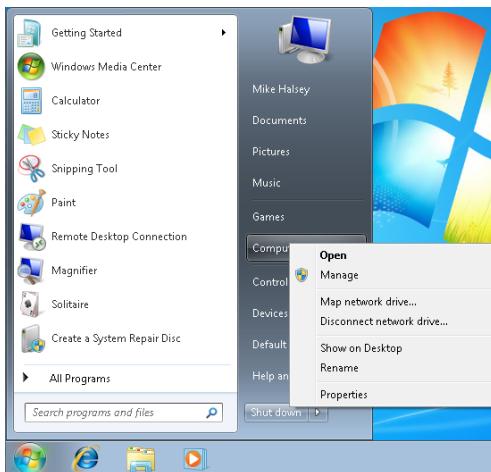 Getting Started
Windows Media Center
Calculator
Sticky Notes
Snipping Tool
Paint
Remote Desktop Connection
Magnifier
Solitaire
Create a System Repair Disc
All Programs
Search programs and files
Mike Halsey
Documents
Pictures
Music
Games
Compu
Control
Devices
Default
Help an
Shut down
Open
Manage
Map network drive...
Disconnect network drive...
Show on Desktop
Rename
Properties